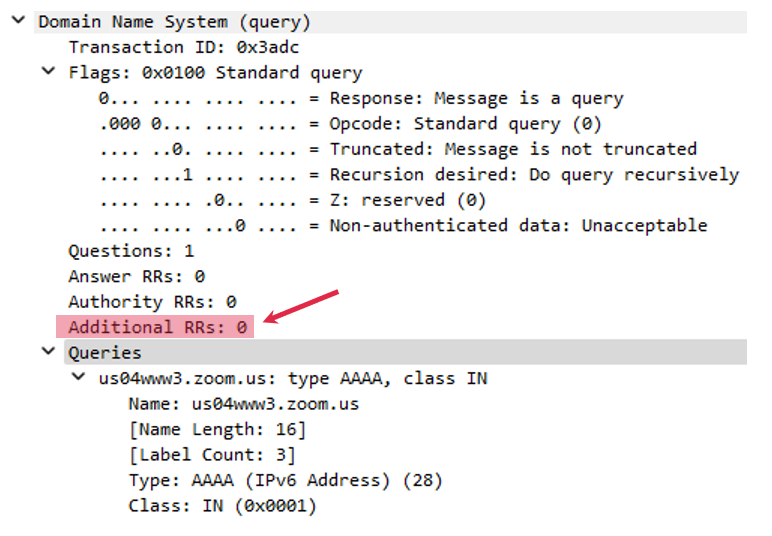 Domain Name System (query)
Transaction ID: 0x3adc
Flags: 0x0100 Standard query
0... .... .... .... = Response: Message is a query
.000 0... .... .... = Opcode: Standard query (0)
.... ..0. .... .... = Truncated: Message is not truncated
.... ...1 .... .... = Recursion desired: Do query recursively
.... .... .0.. .... = Z: reserved (0)
.... .... ...0 .... = Non-authenticated data: Unacceptable
Questions: 1
Answer RRs: 0
Authority RRs: 0
Additional RRs: 0
Queries
us04www3.zoom.us: type AAAA, class IN
Name: us04www3.zoom.us
[Name Length: 16]
[Label Count: 3]
Type: AAAA (IPv6 Address) (28)
Class: IN (0x0001)